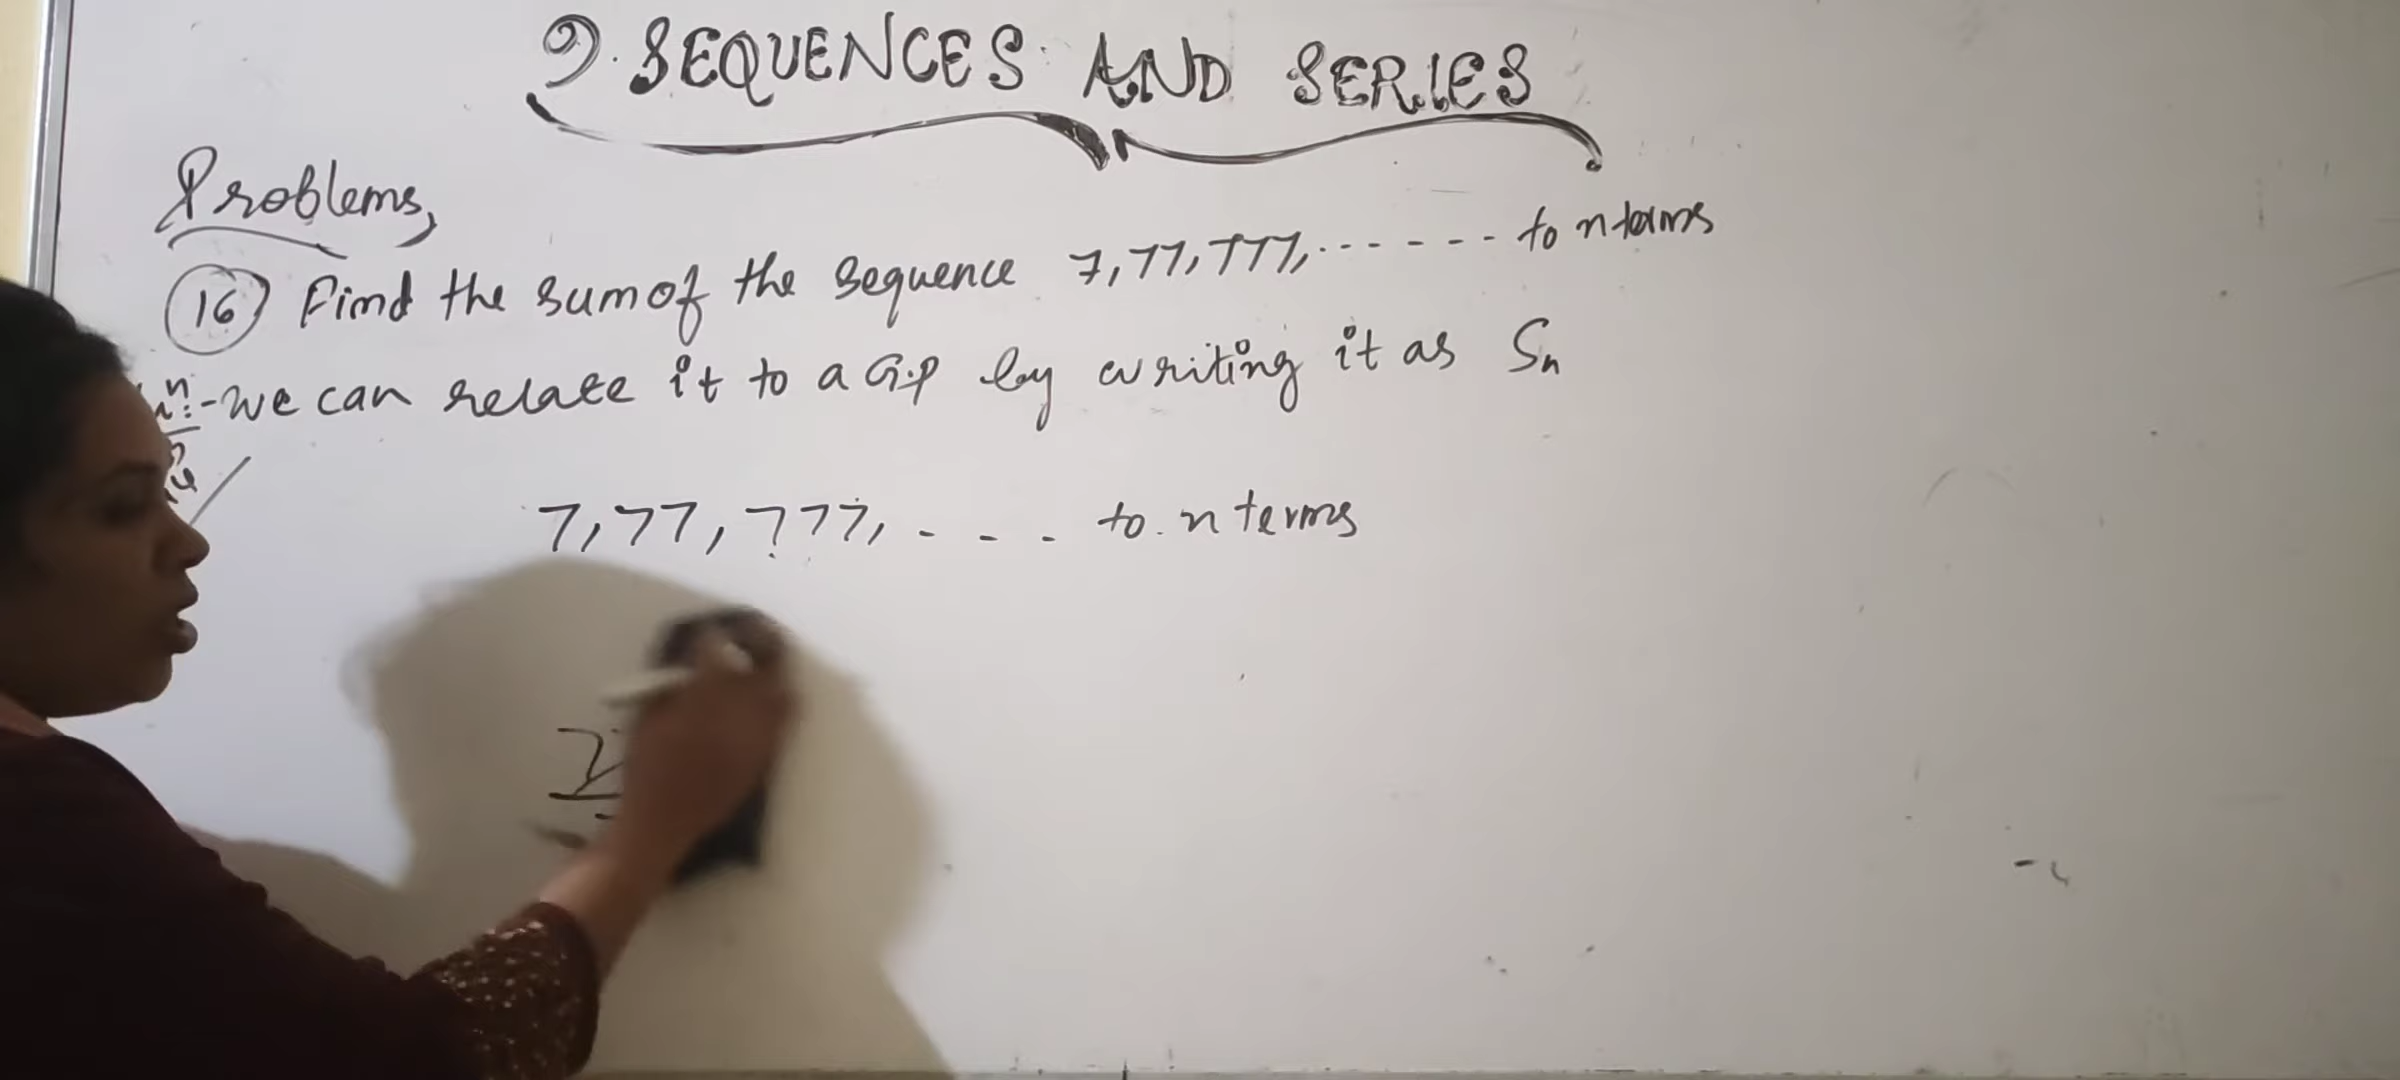 9. SEQUENCES AND SERIES
Problems,
16 Find the sum of the sequence 7, 77, 777, ------- to n terms
:- we can relate it to a G.P by writing it as Sn
7, 77, 777, - - - to n terms